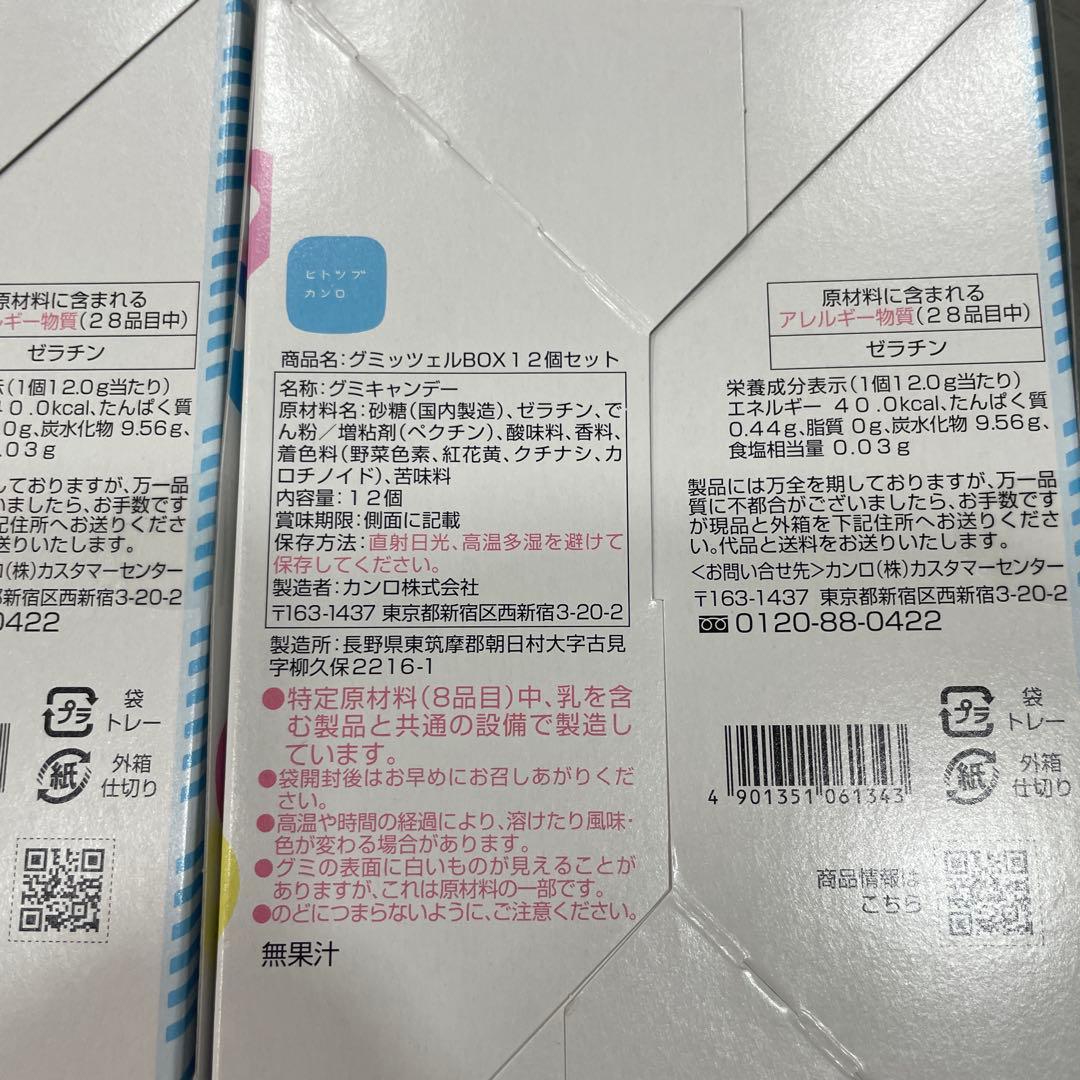 原材料に含まれる
ルギー物質(28品目中)
ゼラチン
示(1個12.0g当たり)
0.0kcal、たんぱく質
0g、炭水化物 9.56g、
.03g
しておりますが、万一品
いましたら、お手数です
記住所へお送りくださ
送りいたします。
ンロ(株)カスタマーセンター
新宿区西新宿3-20-2
0422
プラ
袋
トレー
紙
外箱
仕切り
ヒトツブ
カンロ
商品名:グミッツェルBOX12個セット
名称:グミキャンデー
原材料名:砂糖(国内製造)、ゼラチン、で
ん粉/増粘剤(ペクチン)、酸味料、香料、
着色料(野菜色素、紅花黄、クチナシ、カ
ロチノイド)、苦味料
内容量:12個
賞味期限:側面に記載
保存方法:直射日光、高温多湿を避けて
保存してください。
製造者:カンロ株式会社
〒163-1437 東京都新宿区西新宿3-20-2
製造所:長野県東筑摩郡朝日村大字古見
字柳久保2216-1
●特定原材料(8品目)中、乳を含
む製品と共通の設備で製造し
ています。
●袋開封後はお早めにお召しあがりくだ
さい。
●高温や時間の経過により、溶けたり風味・
色が変わる場合があります。
●グミの表面に白いものが見えることが
ありますが、これは原材料の一部です。
●のどにつまらないように、ご注意ください。
無果汁
原材料に含まれる
アレルギー物質(28品目中)
ゼラチン
栄養成分表示(1個12.0g当たり)
エネルギー 40.0kcal、たんぱく質
0.44g、脂質 0g、炭水化物 9.56g、
食塩相当量 0.03g
製品には万全を期しておりますが、万一品
質に不都合がございましたら、お手数です
が現品と外箱を下記住所へお送りくださ
い。代品と送料をお送りいたします。
<お問い合せ先>カンロ(株)カスタマーセンター
〒163-1437 東京都新宿区西新宿3-20-2
0120-88-0422
プラ
袋
トレー
紙
外箱
仕切り
4 901351 061343
商品情報は
こちら